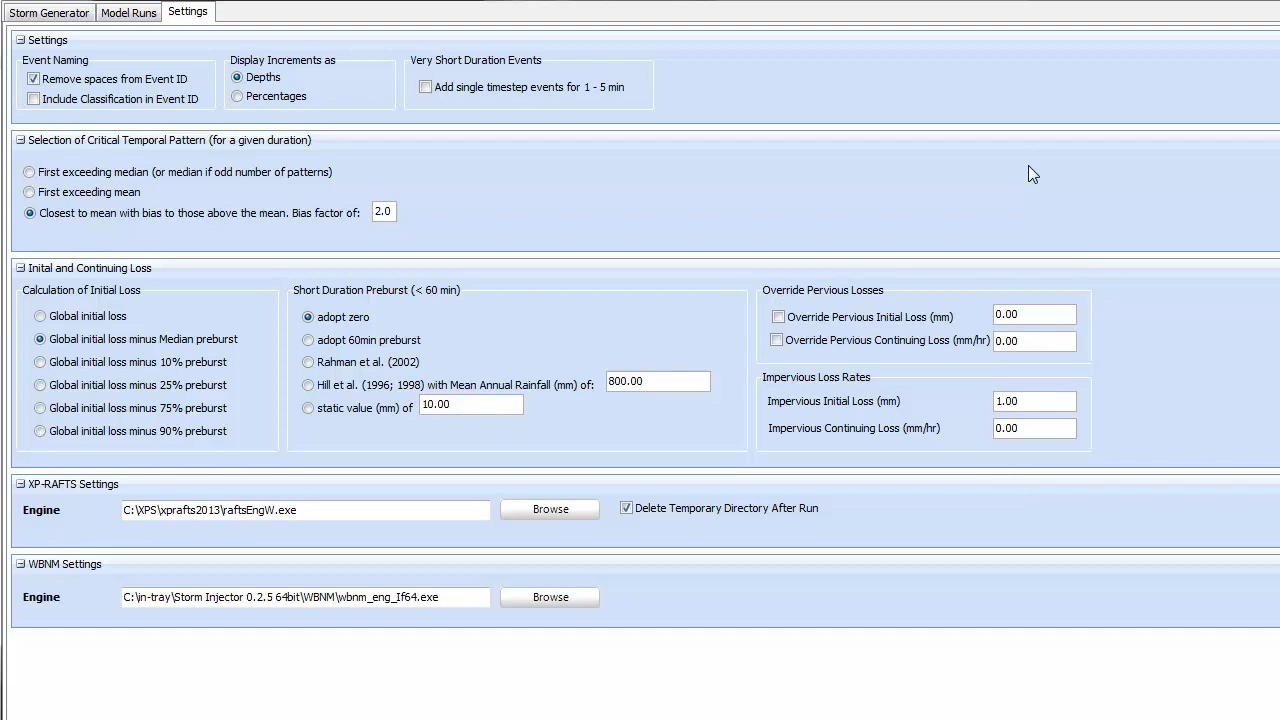 Storm Generator Model Runs Settings
Settings
Event Naming Display Increments as Very Short Duration Events
Remove spaces from Event ID Depths Add single timestep events for 1 - 5 min
Include Classification in Event ID Percentages
Selection of Critical Temporal Pattern (for a given duration)
First exceeding median (or median if odd number of patterns)
First exceeding mean
Closest to mean with bias to those above the mean. Bias factor of: 2.0
Inital and Continuing Loss
Calculation of Initial Loss
Global initial loss
Global initial loss minus Median preburst
Global initial loss minus 10% preburst
Global initial loss minus 25% preburst
Global initial loss minus 75% preburst
Global initial loss minus 90% preburst
Short Duration Preburst (< 60 min)
adopt zero
adopt 60min preburst
Rahman et al. (2002)
Hill et al. (1996; 1998) with Mean Annual Rainfall (mm) of: 800.00
static value (mm) of 10.00
Override Pervious Losses
Override Pervious Initial Loss (mm) 0.00
Override Pervious Continuing Loss (mm/hr) 0.00
Impervious Loss Rates
Impervious Initial Loss (mm) 1.00
Impervious Continuing Loss (mm/hr) 0.00
XP-RAFTS Settings
Engine C:\XPS\xprafts2013\raftsEngW.exe Browse Delete Temporary Directory After Run
WBNM Settings
Engine C:\in-tray\Storm Injector 0.2.5 64bit\WBNM\wbnm_eng_If64.exe Browse